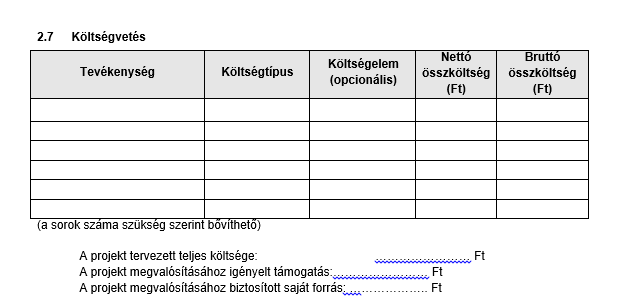 2.7 Költségvetés
Tevékenység Költségtípus Költségelem (opcionális) Nettó összköltség (Ft) Bruttó összköltség (Ft)
(a sorok száma szükség szerint bővíthető)
A projekt tervezett teljes költsége: ........................... Ft
A projekt megvalósításához igényelt támogatás:........................... Ft
A projekt megvalósításához biztosított saját forrás:...………………. Ft